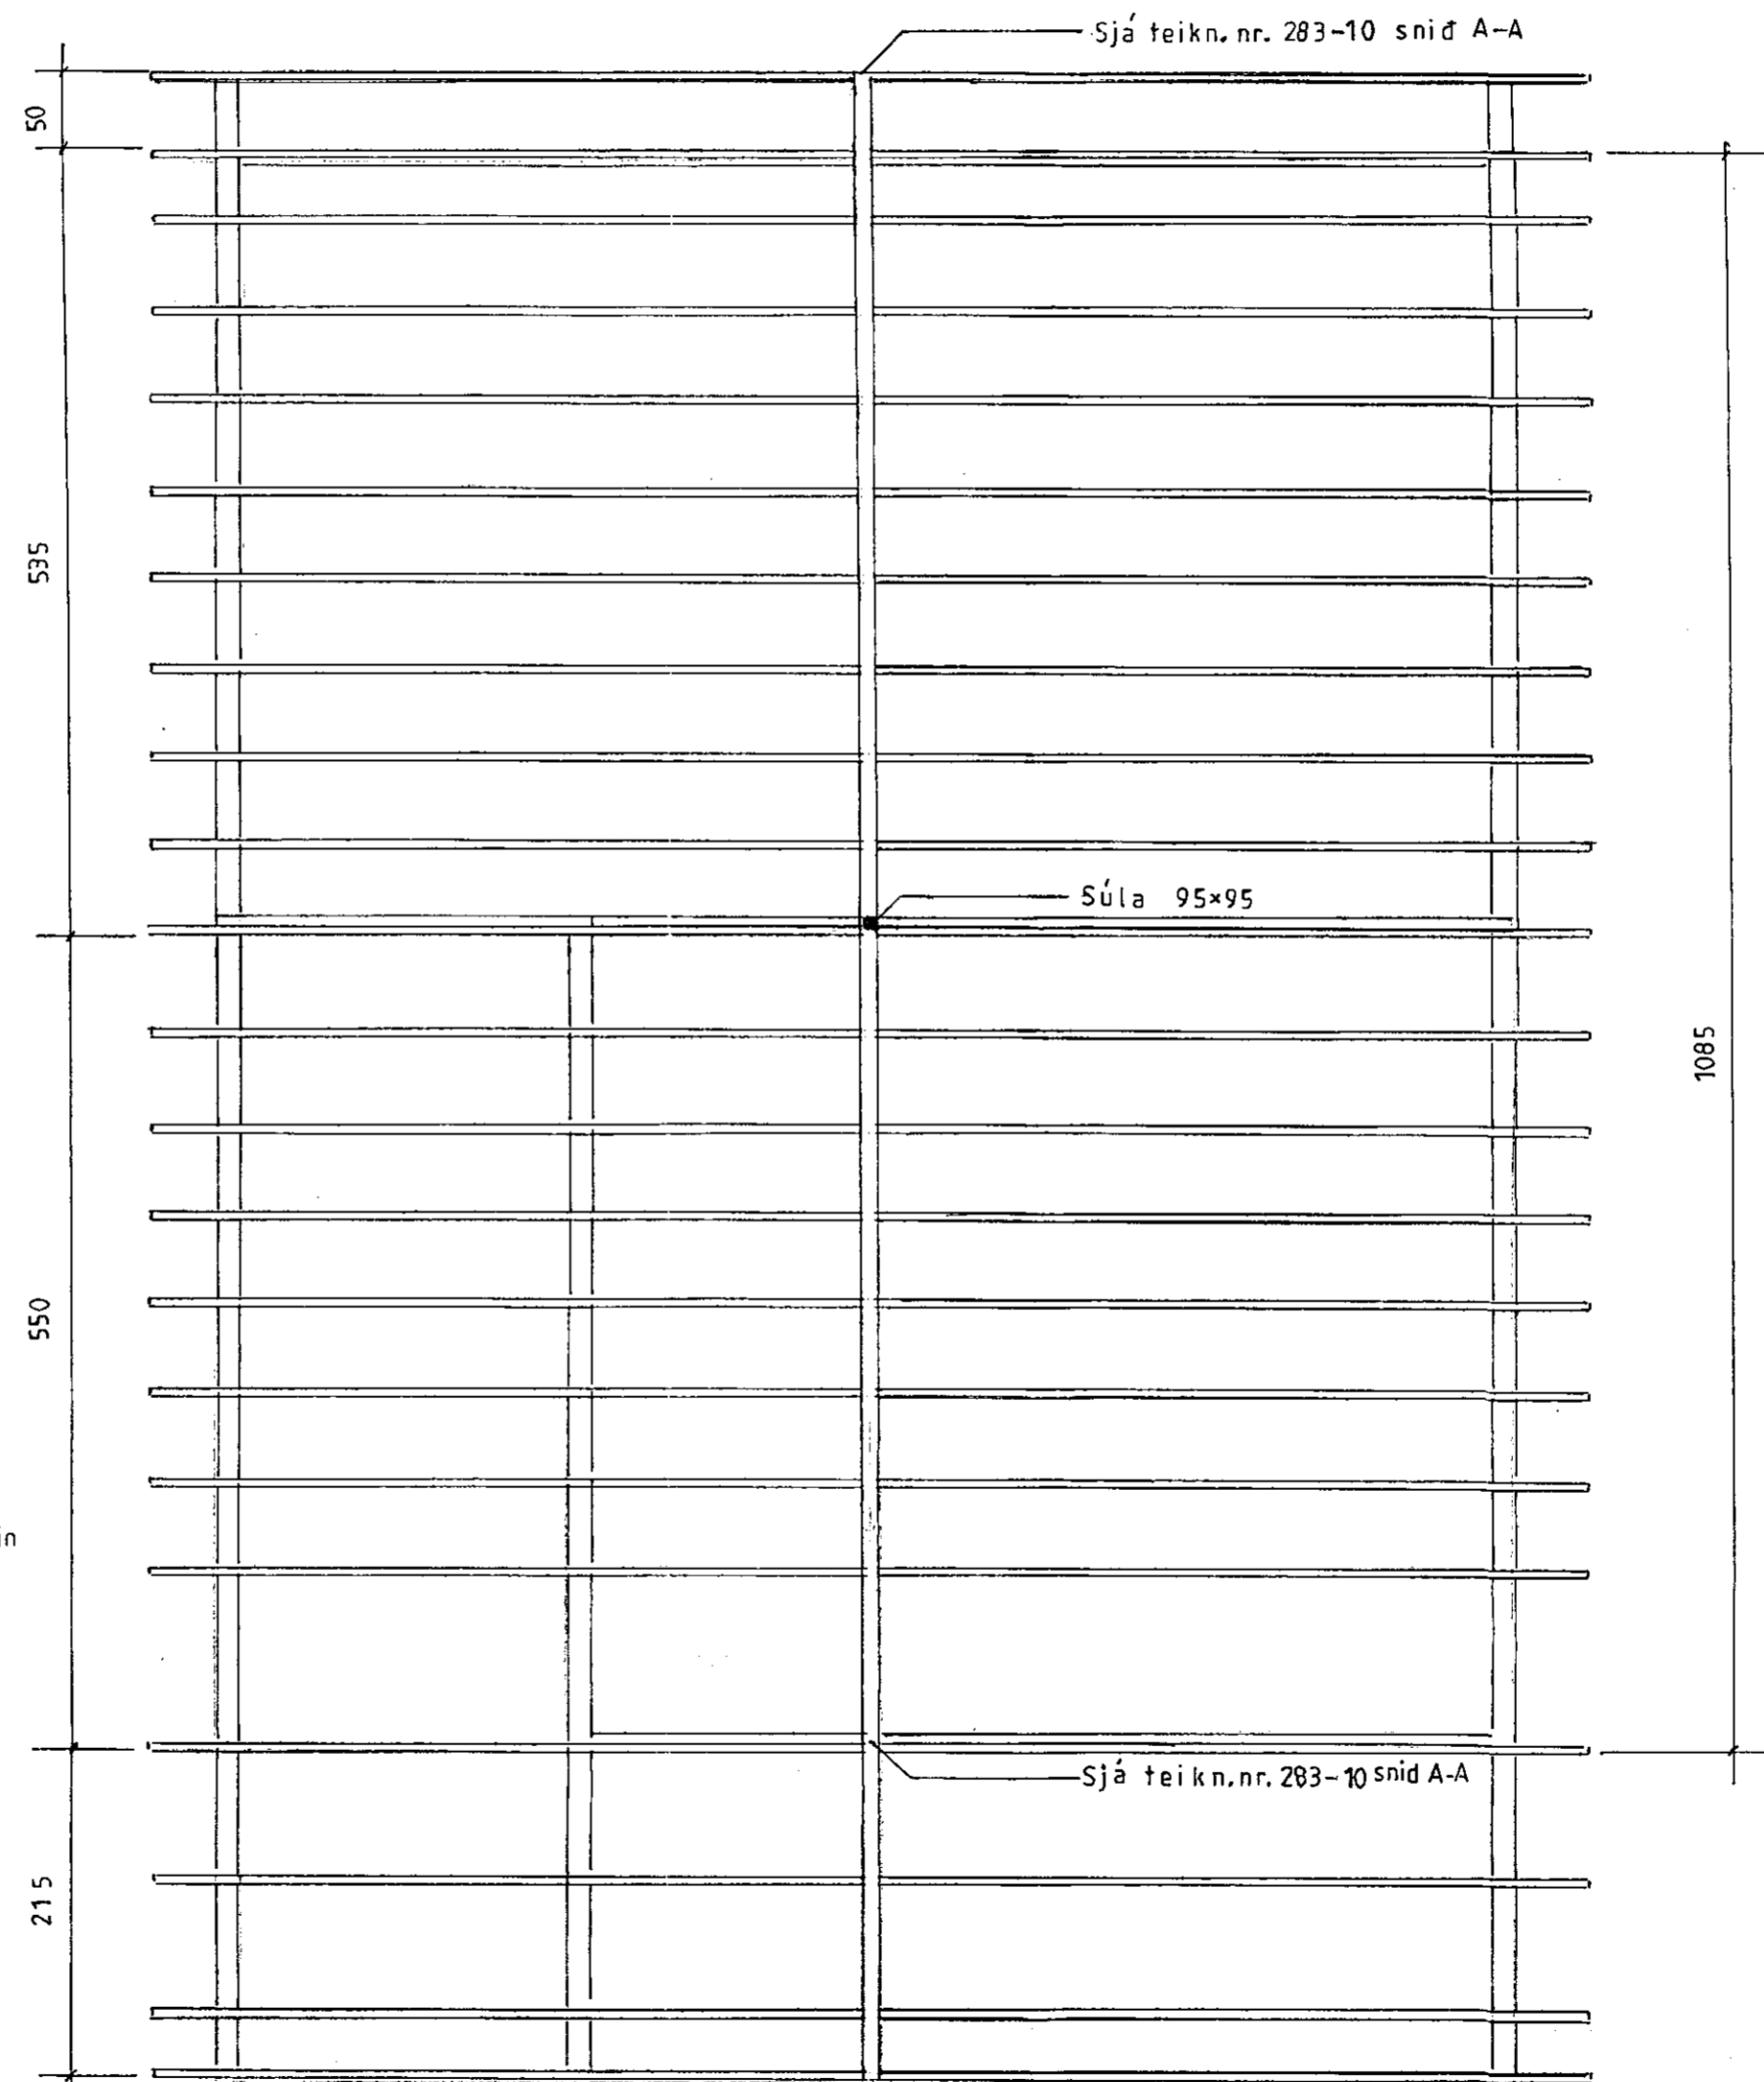 Sjá teikn. nr. 283-10 snið A-A
50
535
Súla 95×95
1085
550
in
Sjá teikn. nr. 283-10 snid A-A
215